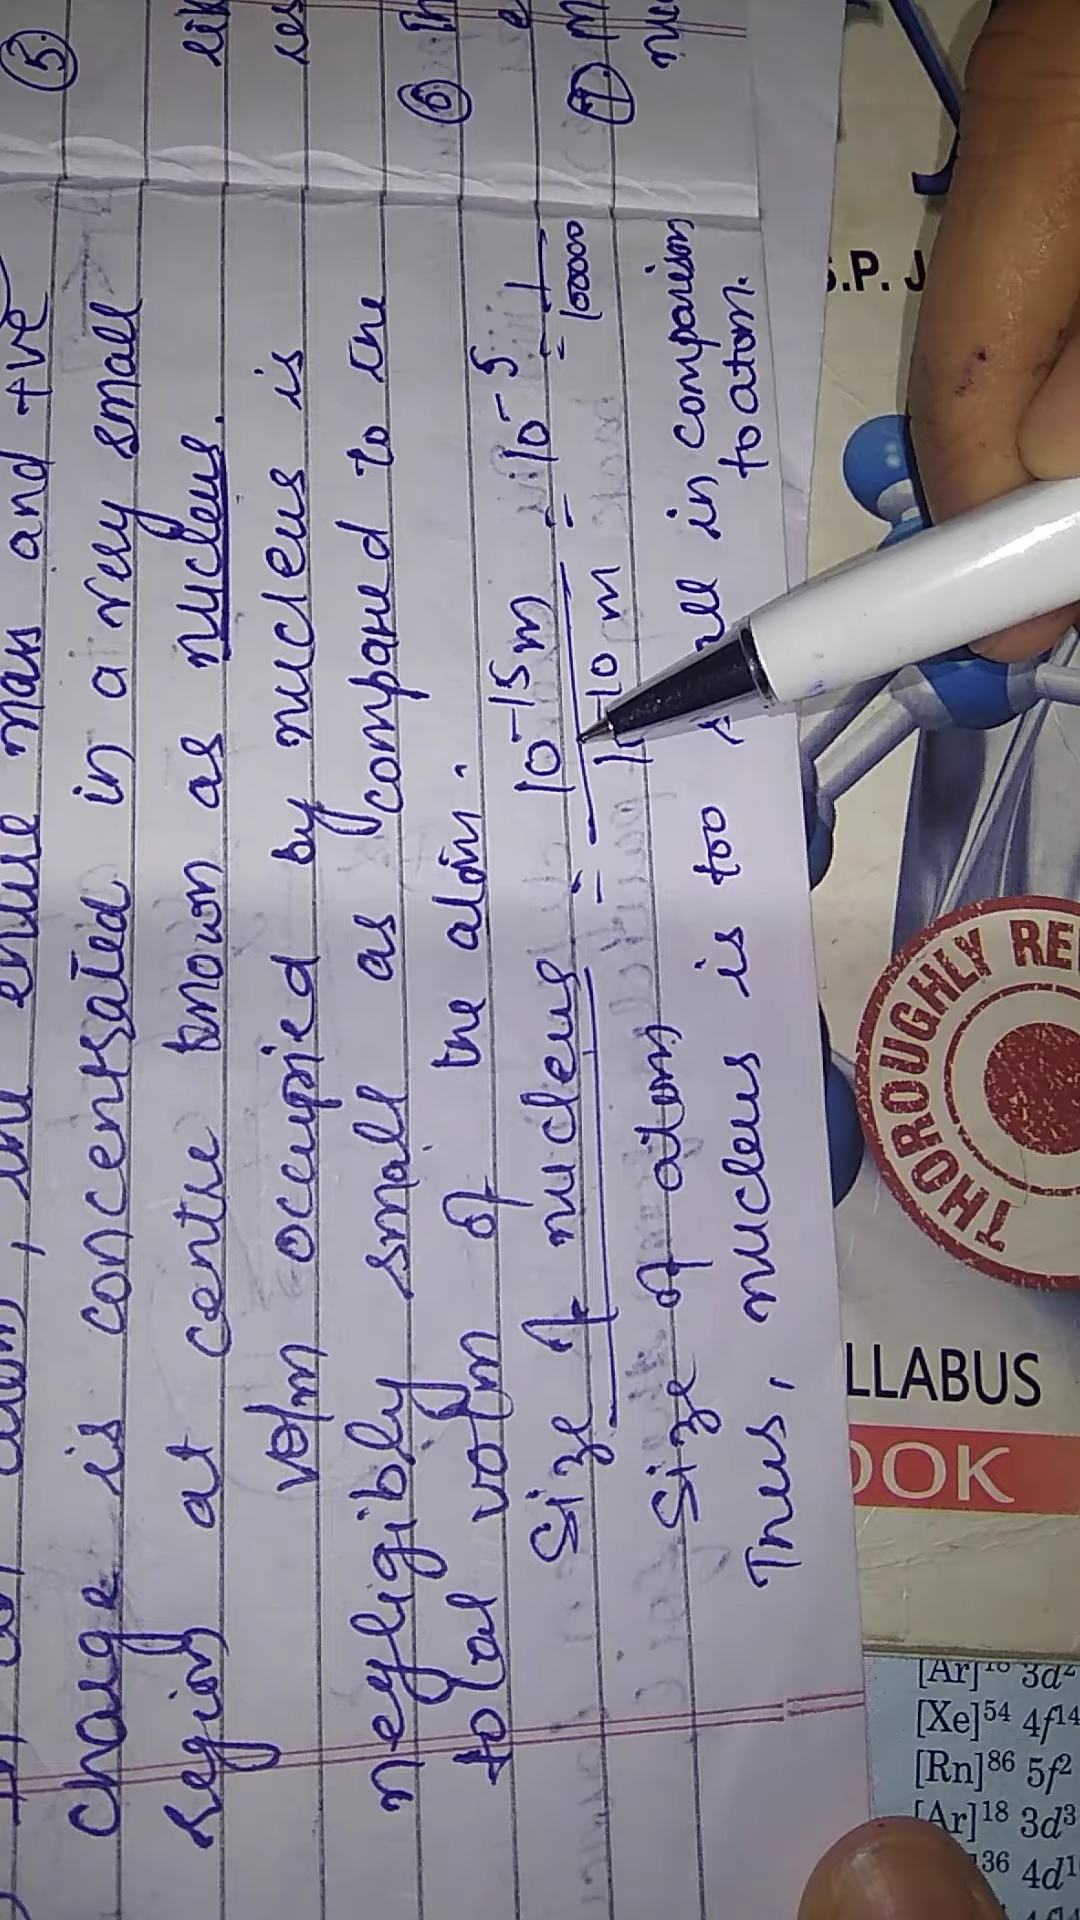 mass and +ve
charge is concentrated in a very small
region at centre known as nucleus.
volm occupied by nucleus is
negligibly small as compared to the
total volm of the atom.
Size of nucleus = 10^-15 m = 10^-5 = 1
Size of atom 10 m 100000
Thus, nucleus is too in comparison
to atom.
5.
6
7.
S.P. J
THOROUGHLY RE
LLABUS
OOK
[Ar]18 3d2
[Xe]54 4f14
[Rn]86 5f2
[Ar]18 3d3
36 4d1